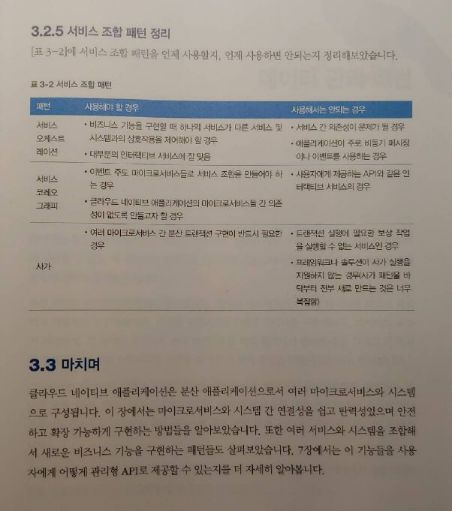 3.2.5 서비스 조합 패턴 정리
[표 3-2]에 서비스 조합 패턴을 언제 사용할지, 언제 사용하면 안되는지 정리해보았습니다.
표 3-2 서비스 조합 패턴
패턴 사용해야 할 경우 사용해서는 안되는 경우
서비스
오케스트
레이션
• 비즈니스 기능을 구현할 때 하나의 서비스가 다른 서비스 및
시스템과의 상호작용을 제어해야 할 경우
• 대부분의 인터랙티브 서비스에 잘 맞음
• 서비스 간 의존성이 문제가 될 경우
• 애플리케이션이 주로 비동기 메시징
이나 이벤트를 사용하는 경우
서비스
코레오
그래피
• 이벤트 주도 마이크로서비스들로 서비스 조합을 만들어야 하
는 경우
• 클라우드 네이티브 애플리케이션의 마이크로서비스들 간 의존
성이 없도록 만들고자 할 경우
• 사용자에게 제공하는 API와 같은 인
터랙티브 서비스의 경우
사가
• 여러 마이크로서비스 간 분산 트랜잭션 구현이 반드시 필요한
경우
• 트랜잭션 실행에 필요한 보상 작업
을 실행할 수 없는 서비스인 경우
• 프레임워크나 솔루션이 사가 실행을
지원하지 않는 경우(사가 패턴을 바
닥부터 전부 새로 만드는 것은 너무
복잡함)
3.3 마치며
클라우드 네이티브 애플리케이션은 분산 애플리케이션으로서 여러 마이크로서비스와 시스템
으로 구성됩니다. 이 장에서는 마이크로서비스와 시스템 간 연결성을 쉽고 탄력성있으며 안전
하고 확장 가능하게 구현하는 방법들을 알아보았습니다. 또한 여러 서비스와 시스템을 조합해
서 새로운 비즈니스 기능을 구현하는 패턴들도 살펴보았습니다. 7장에서는 이 기능들을 사용
자에게 어떻게 관리형 API로 제공할 수 있는지를 더 자세히 알아봅니다.